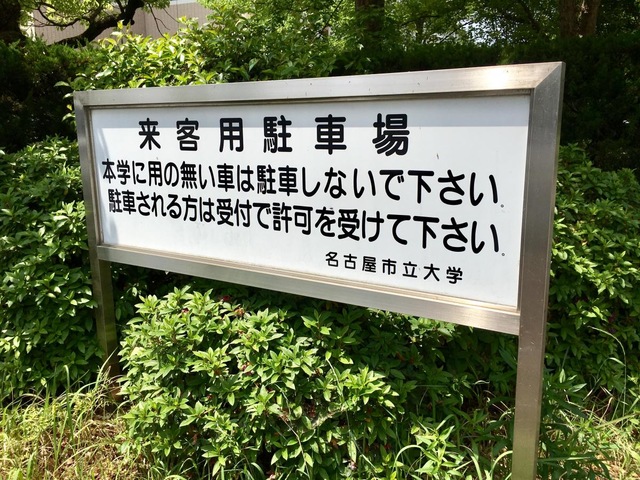 来客用駐車場
本学に用の無い車は駐車しないで下さい。
駐車される方は受付で許可を受けて下さい。
名古屋市立大学